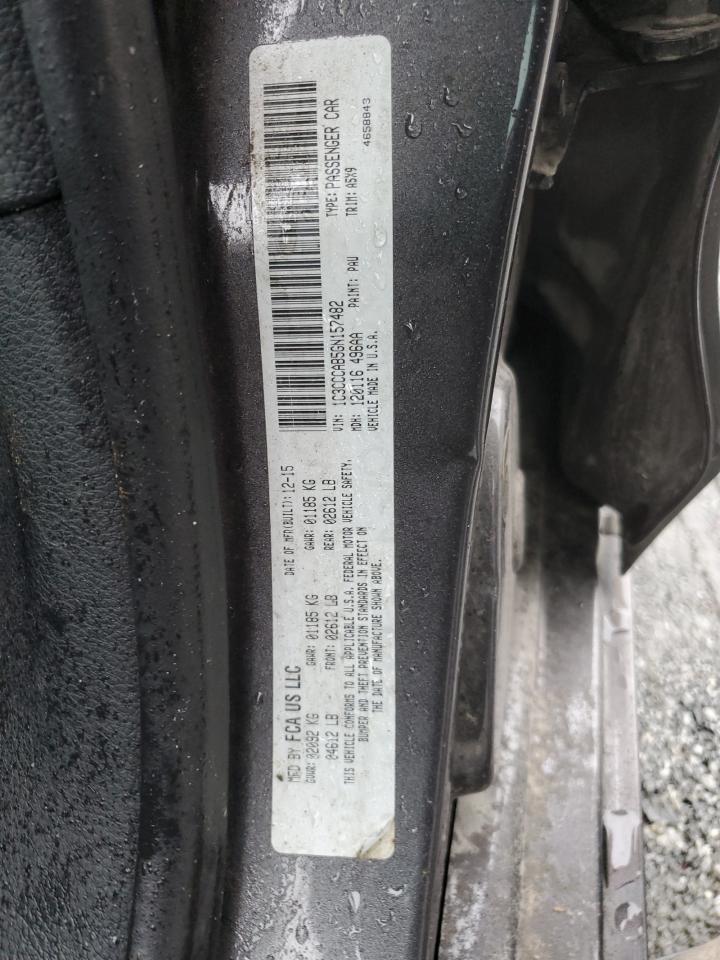 MFD BY FCA US LLC
DATE OF MFD(BUILT): 12-15
GVWR: 02092 KG
GAWR: 01185 KG
GAWR: 01185 KG
04612 LB
FRONT: 02612 LB
REAR: 02612 LB
THIS VEHICLE CONFORMS TO ALL APPLICABLE U.S.A. FEDERAL MOTOR VEHICLE SAFETY,
BUMPER AND THEFT PREVENTION STANDARDS IN EFFECT ON
THE DATE OF MANUFACTURE SHOWN ABOVE.
VIN: 1C3CCCAB5GN157482
TYPE: PASSENGER CAR
MDH: 120116 496AA
PAINT: PAU
TRIM: A5X9
VEHICLE MADE IN U.S.A.
4658843